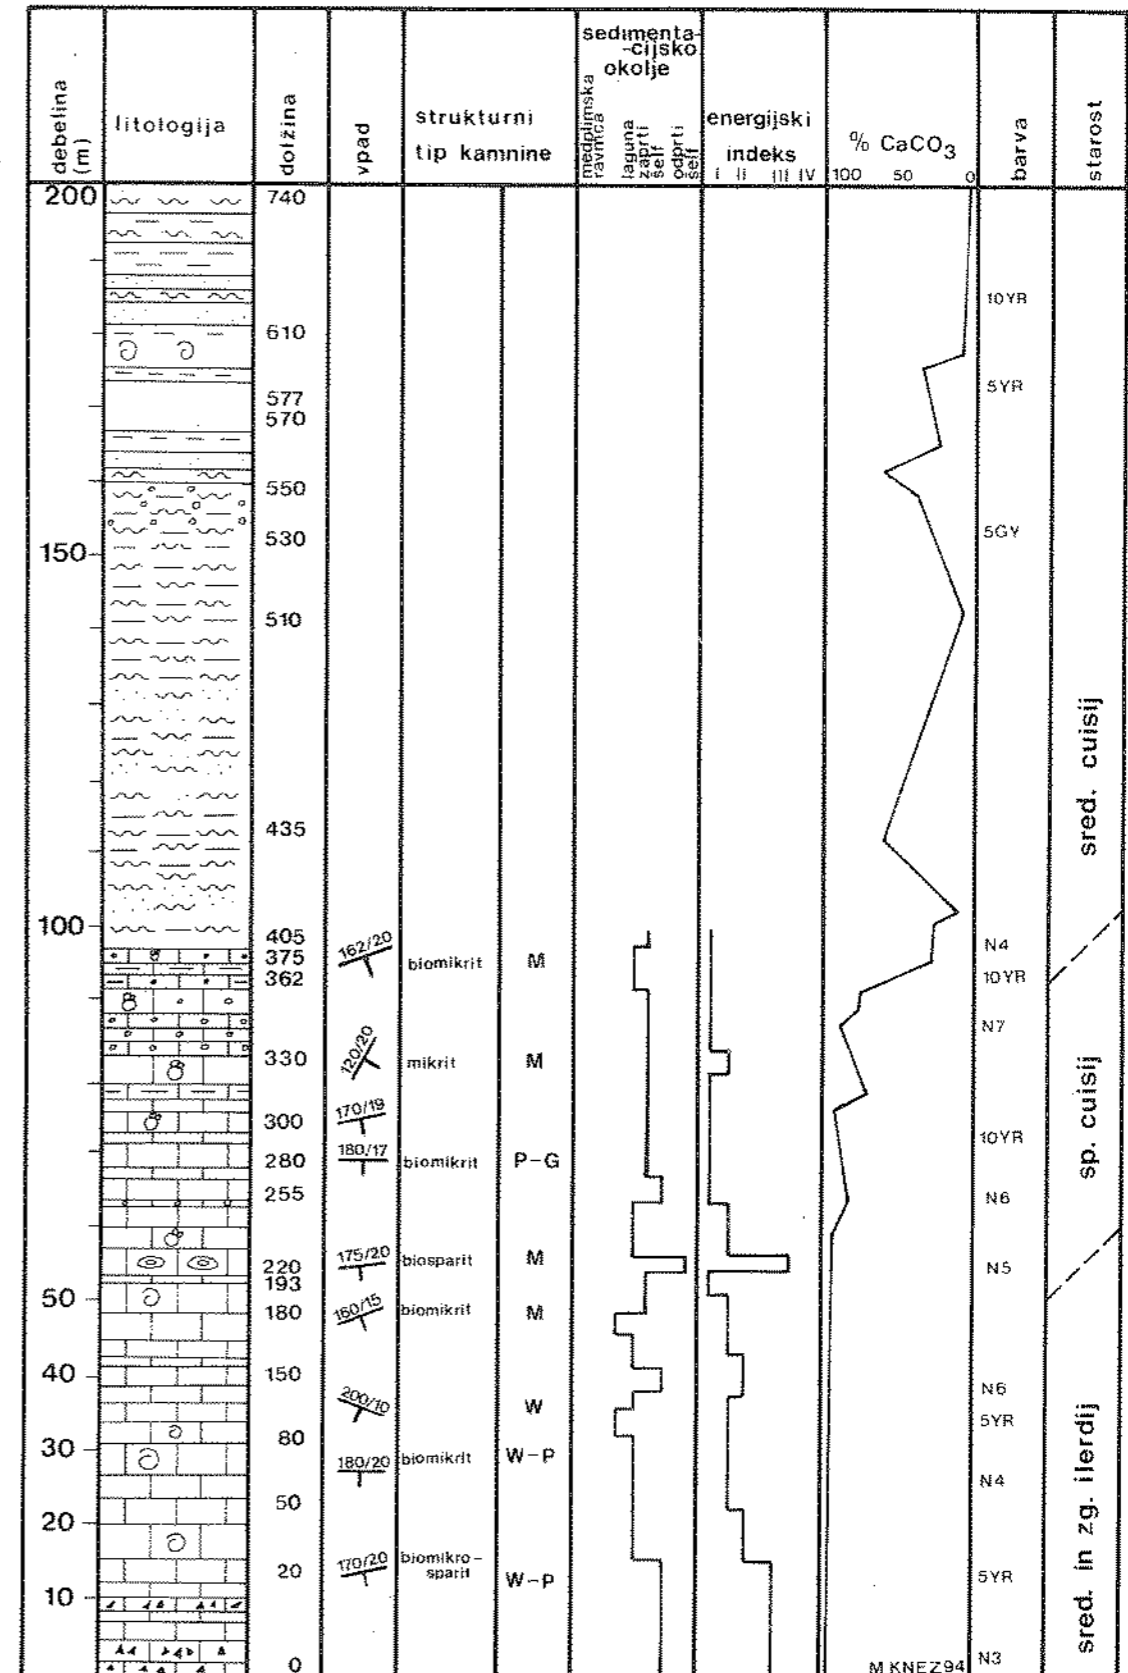 debelina
(m)
litologija
dolžina
vpad
strukturni
tip kamnine
sedimenta-
-cijsko
okolje
medplimska
ravnica
laguna
zaprti
šelf
odprti
šelf
energijski
indeks
I II III IV
% CaCO3
100 50 0
barva
starost
200
150
100
50
40
30
20
10
740
610
577
570
550
530
510
435
405
375
362
330
300
280
255
220
193
180
150
80
50
20
0
162/20
120/20
170/19
180/17
175/20
160/15
200/10
180/20
170/20
biomikrit
mikrit
biomikrit
biosparit
biomikrit
biomikrit
biomikro-
sparit
M
M
P-G
M
M
W
W-P
W-P
10YR
5YR
5GY
N4
10YR
N7
10YR
N6
N5
N6
5YR
N4
5YR
N3
sred. cuisij
sp. cuisij
sred. in zg. ilerdij
M KNEZ94